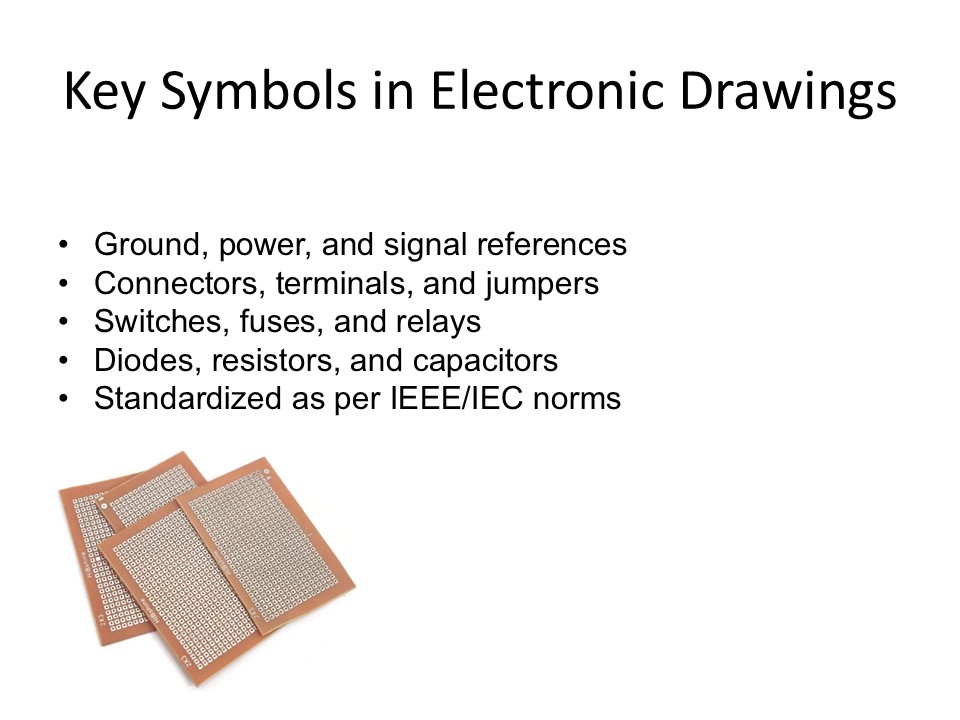 Key Symbols in Electronic Drawings
• Ground, power, and signal references
• Connectors, terminals, and jumpers
• Switches, fuses, and relays
• Diodes, resistors, and capacitors
• Standardized as per IEEE/IEC norms